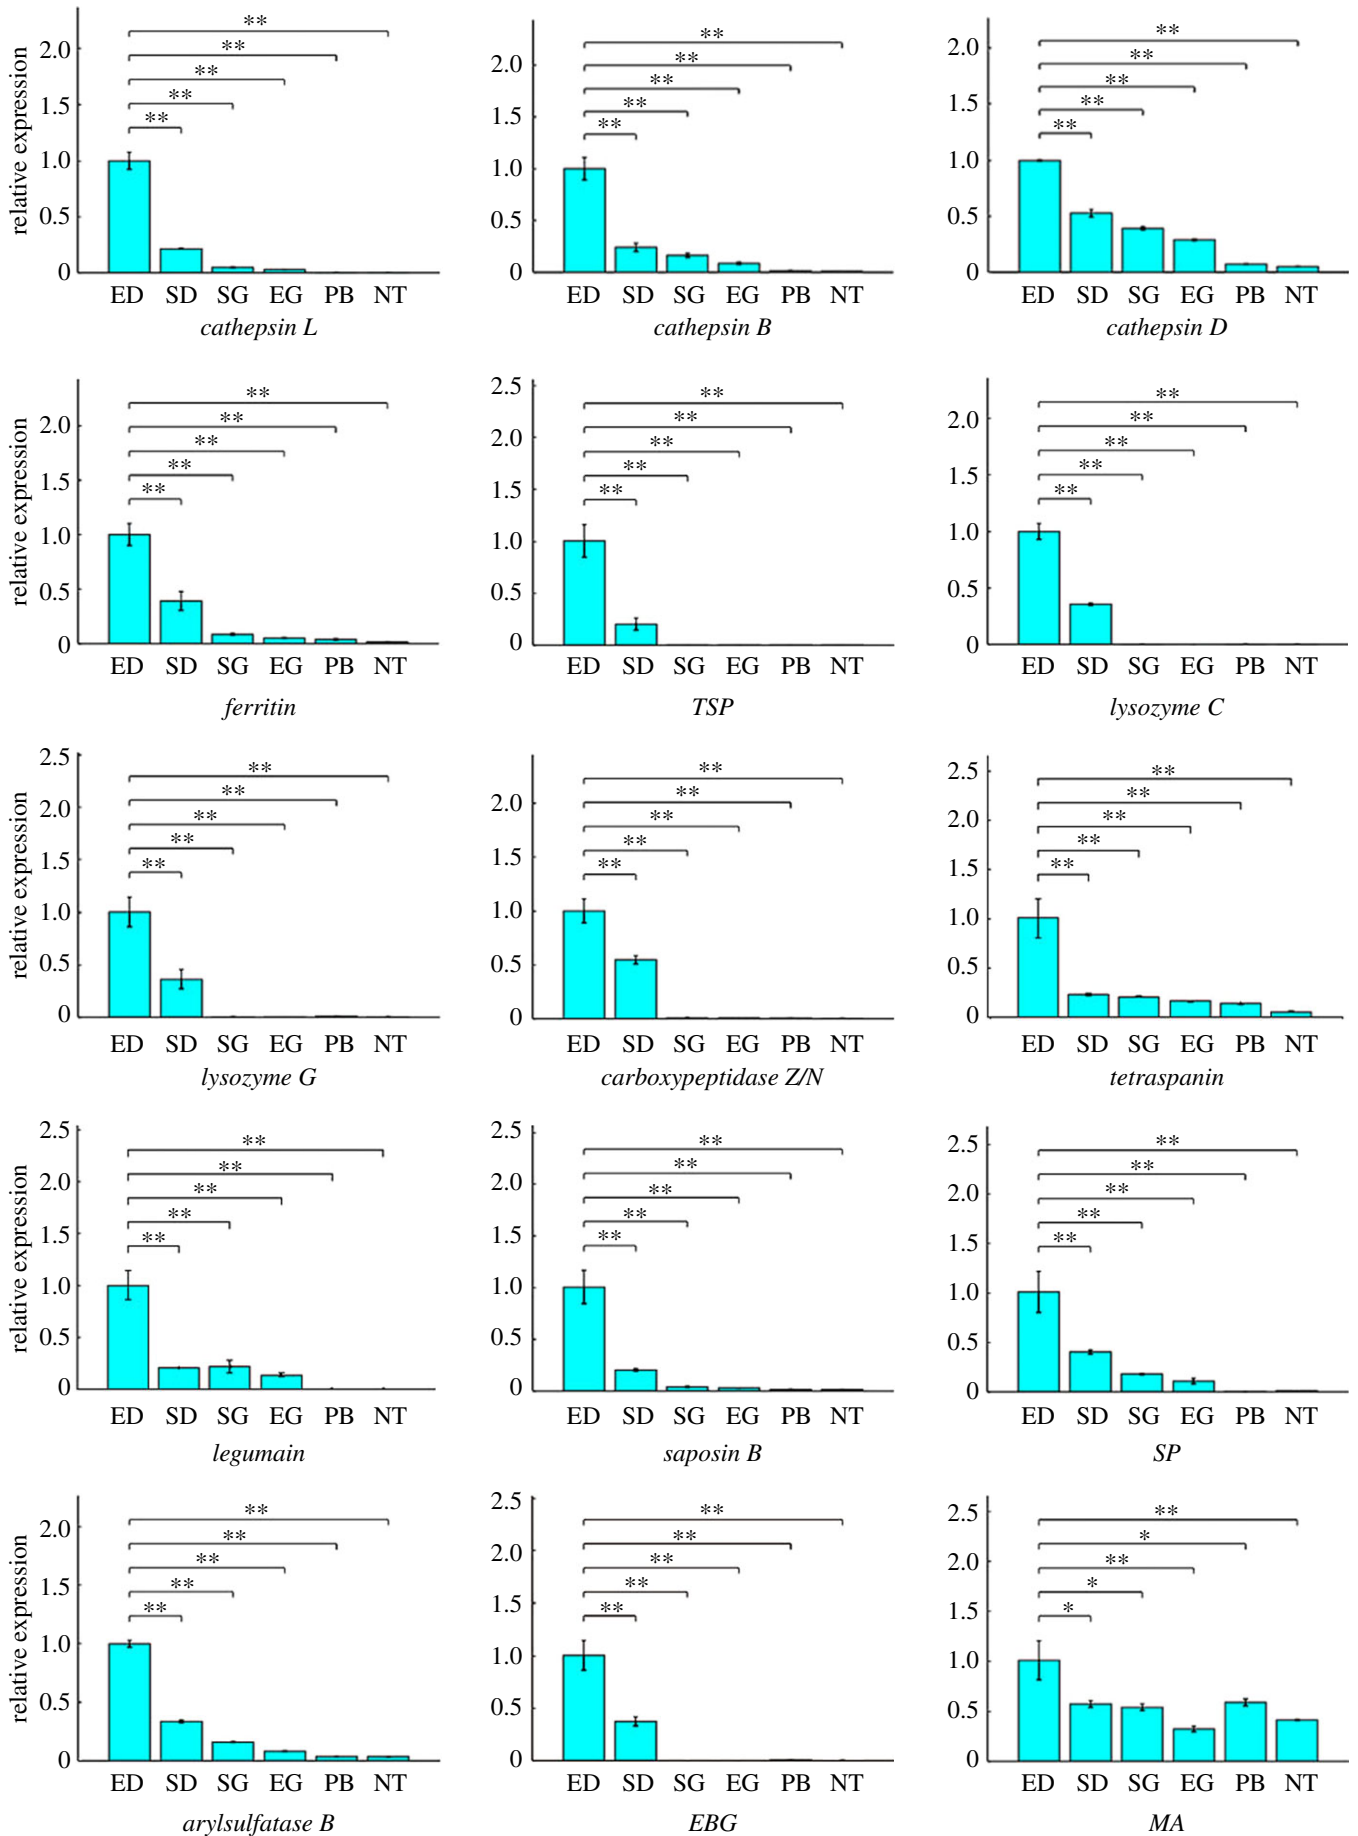 ** ** **
** ** **
** ** **
** ** **
** ** **
relative expression 2.0 1.5 1.0 0.5 0
2.0 1.5 1.0 0.5 0
2.0 1.5 1.0 0.5 0
ED SD SG EG PB NT ED SD SG EG PB NT ED SD SG EG PB NT
cathepsin L cathepsin B cathepsin D
** ** **
** ** **
** ** **
** ** **
** ** **
relative expression 2.0 1.5 1.0 0.5 0
2.5 2.0 1.5 1.0 0.5 0
2.0 1.5 1.0 0.5 0
ED SD SG EG PB NT ED SD SG EG PB NT ED SD SG EG PB NT
ferritin TSP lysozyme C
** ** **
** ** **
** ** **
** ** **
** ** **
relative expression 2.5 2.0 1.5 1.0 0.5 0
2.0 1.5 1.0 0.5 0
2.5 2.0 1.5 1.0 0.5 0
ED SD SG EG PB NT ED SD SG EG PB NT ED SD SG EG PB NT
lysozyme G carboxypeptidase Z/N tetraspanin
** ** **
** ** **
** ** **
** ** **
** ** **
relative expression 2.5 2.0 1.5 1.0 0.5 0
2.5 2.0 1.5 1.0 0.5 0
2.5 2.0 1.5 1.0 0.5 0
ED SD SG EG PB NT ED SD SG EG PB NT ED SD SG EG PB NT
legumain saposin B SP
** ** **
** ** *
** ** **
** ** *
** ** *
relative expression 2.0 1.5 1.0 0.5 0
2.5 2.0 1.5 1.0 0.5 0
2.5 2.0 1.5 1.0 0.5 0
ED SD SG EG PB NT ED SD SG EG PB NT ED SD SG EG PB NT
arylsulfatase B EBG MA